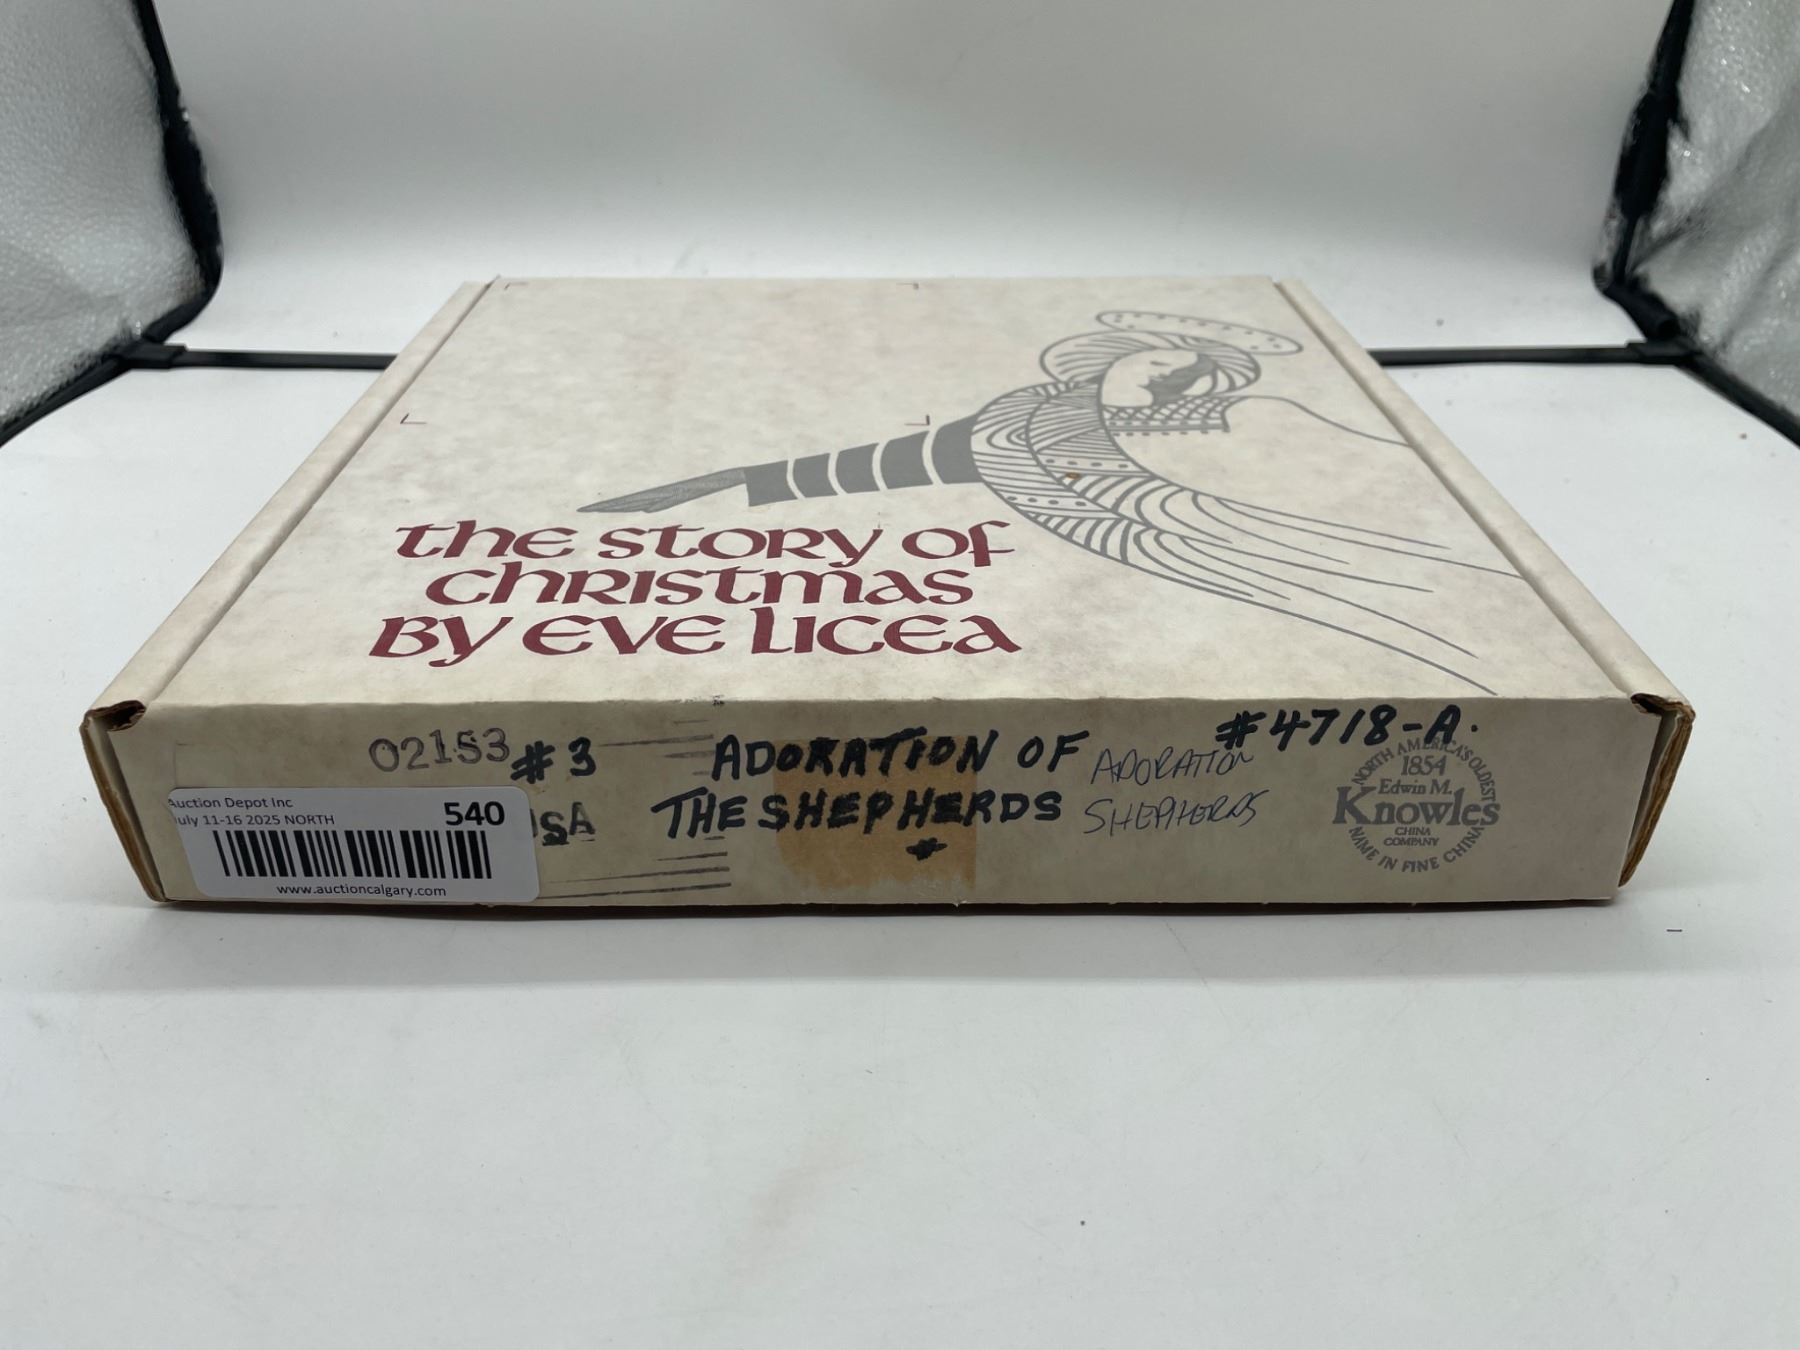 the story of
christmas
by eve licea
02153 #3
ADORATION OF
THE SHEPHERDS
ADORATION
SHEPHERDS
#4718-A.
NORTH AMERICA'S OLDEST
1854
Edwin M.
Knowles
CHINA
COMPANY
NAME IN FINE CHINA
Auction Depot Inc
July 11-16 2025 NORTH
540
www.auctioncalgary.com